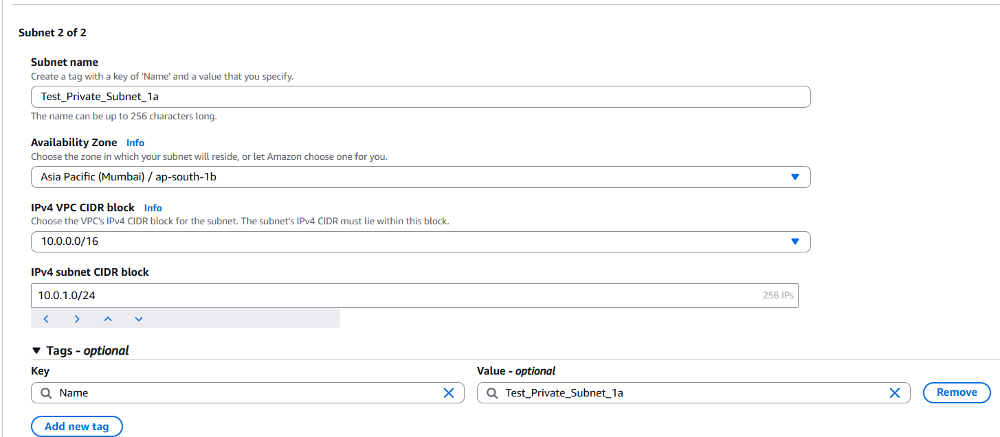 Subnet 2 of 2
Subnet name
Create a tag with a key of 'Name' and a value that you specify.
Test_Private_Subnet_1a
The name can be up to 256 characters long.
Availability Zone Info
Choose the zone in which your subnet will reside, or let Amazon choose one for you.
Asia Pacific (Mumbai) / ap-south-1b
IPv4 VPC CIDR block Info
Choose the VPC's IPv4 CIDR block for the subnet. The subnet's IPv4 CIDR must lie within this block.
10.0.0.0/16
IPv4 subnet CIDR block
10.0.1.0/24 256 IPs
Tags - optional
Key Value - optional
Name Test_Private_Subnet_1a Remove
Add new tag